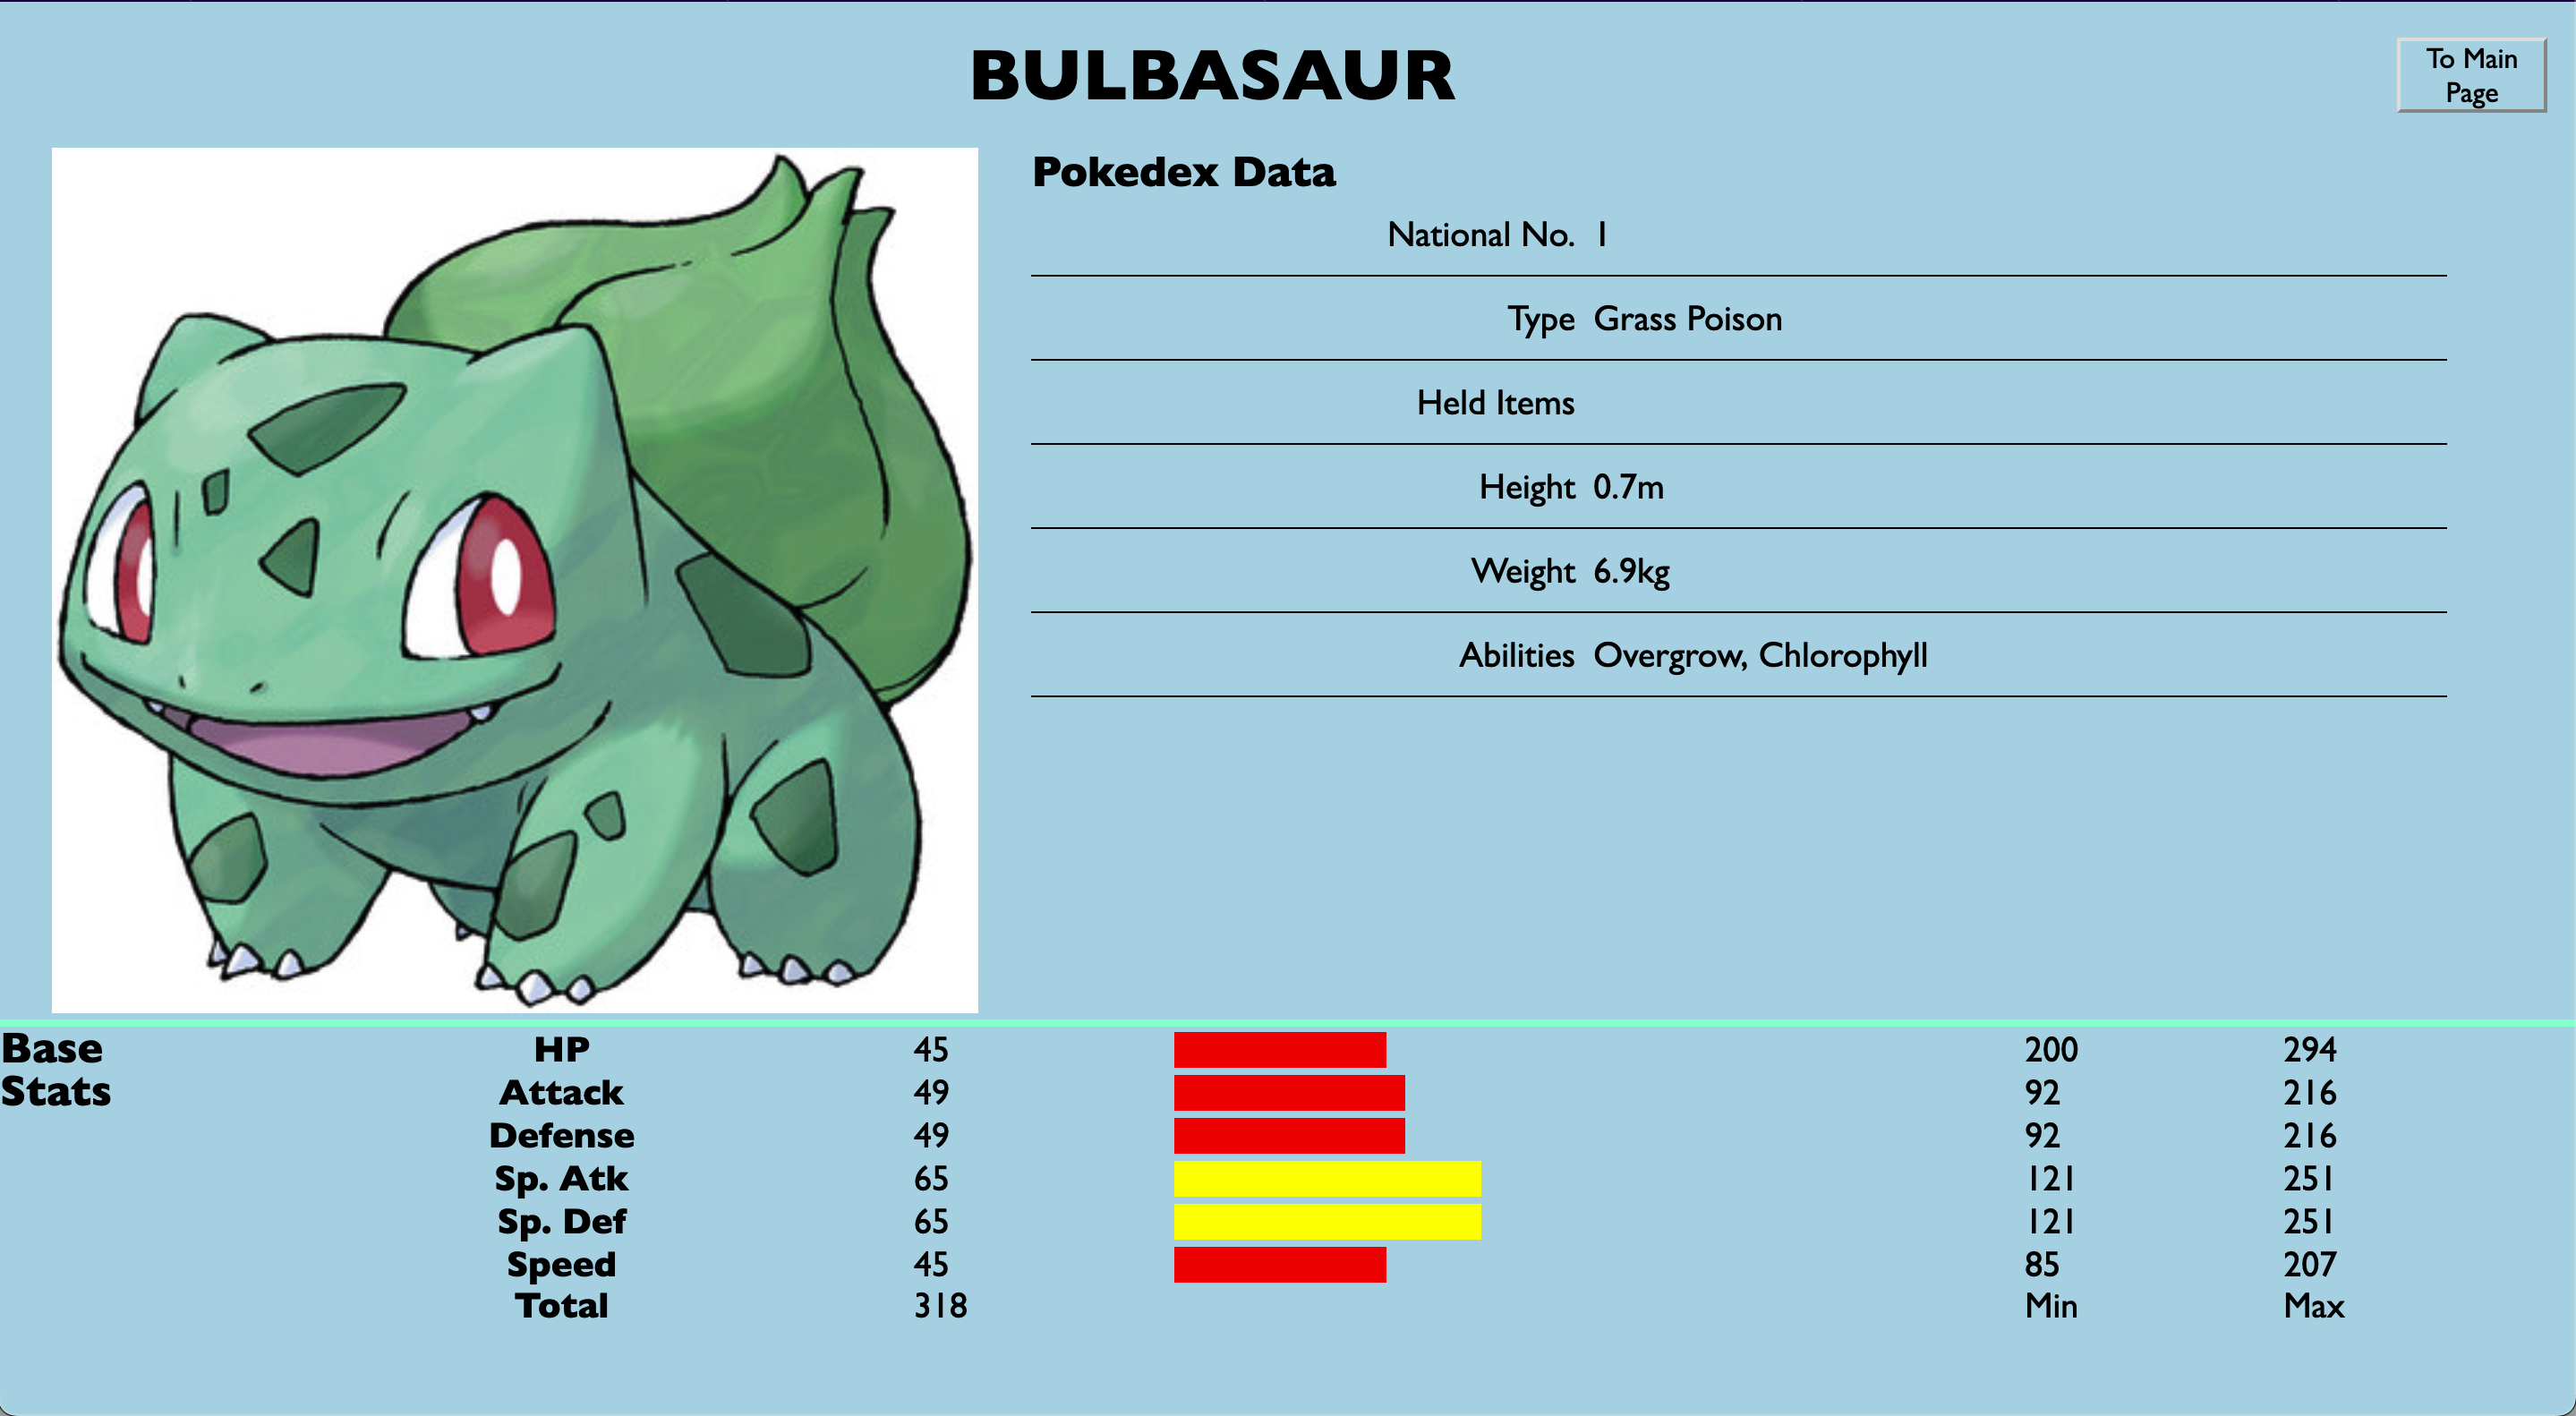 BULBASAUR
To Main
Page
Pokedex Data
National No. 1
Type Grass Poison
Held Items
Height 0.7m
Weight 6.9kg
Abilities Overgrow, Chlorophyll
Base
Stats
HP 45 200 294
Attack 49 92 216
Defense 49 92 216
Sp. Atk 65 121 251
Sp. Def 65 121 251
Speed 45 85 207
Total 318 Min Max